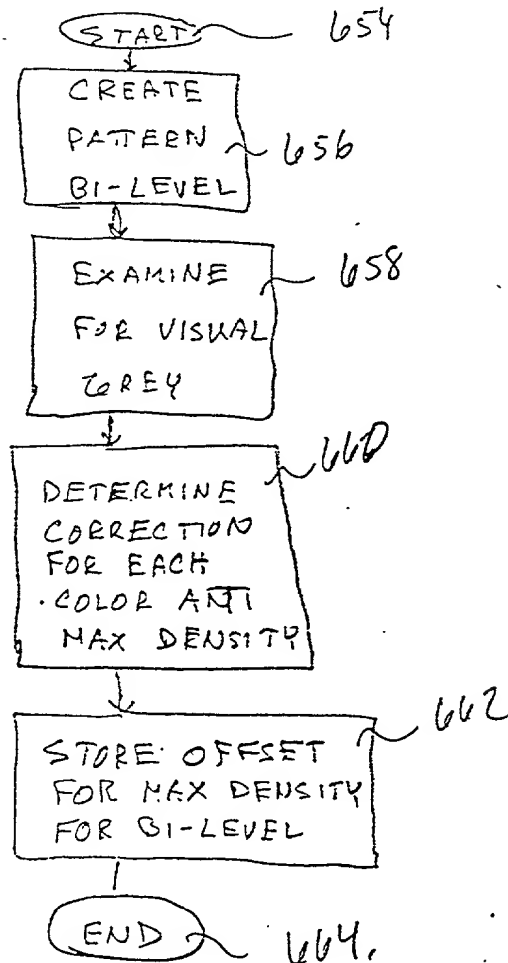 START 654
CREATE
PATTERN 656
BI-LEVEL
EXAMINE 658
FOR VISUAL
GREY
660
DETERMINE
CORRECTION
FOR EACH
COLOR ANTI
MAX DENSITY
662
STORE OFFSET
FOR MAX DENSITY
FOR BI-LEVEL
END 664.